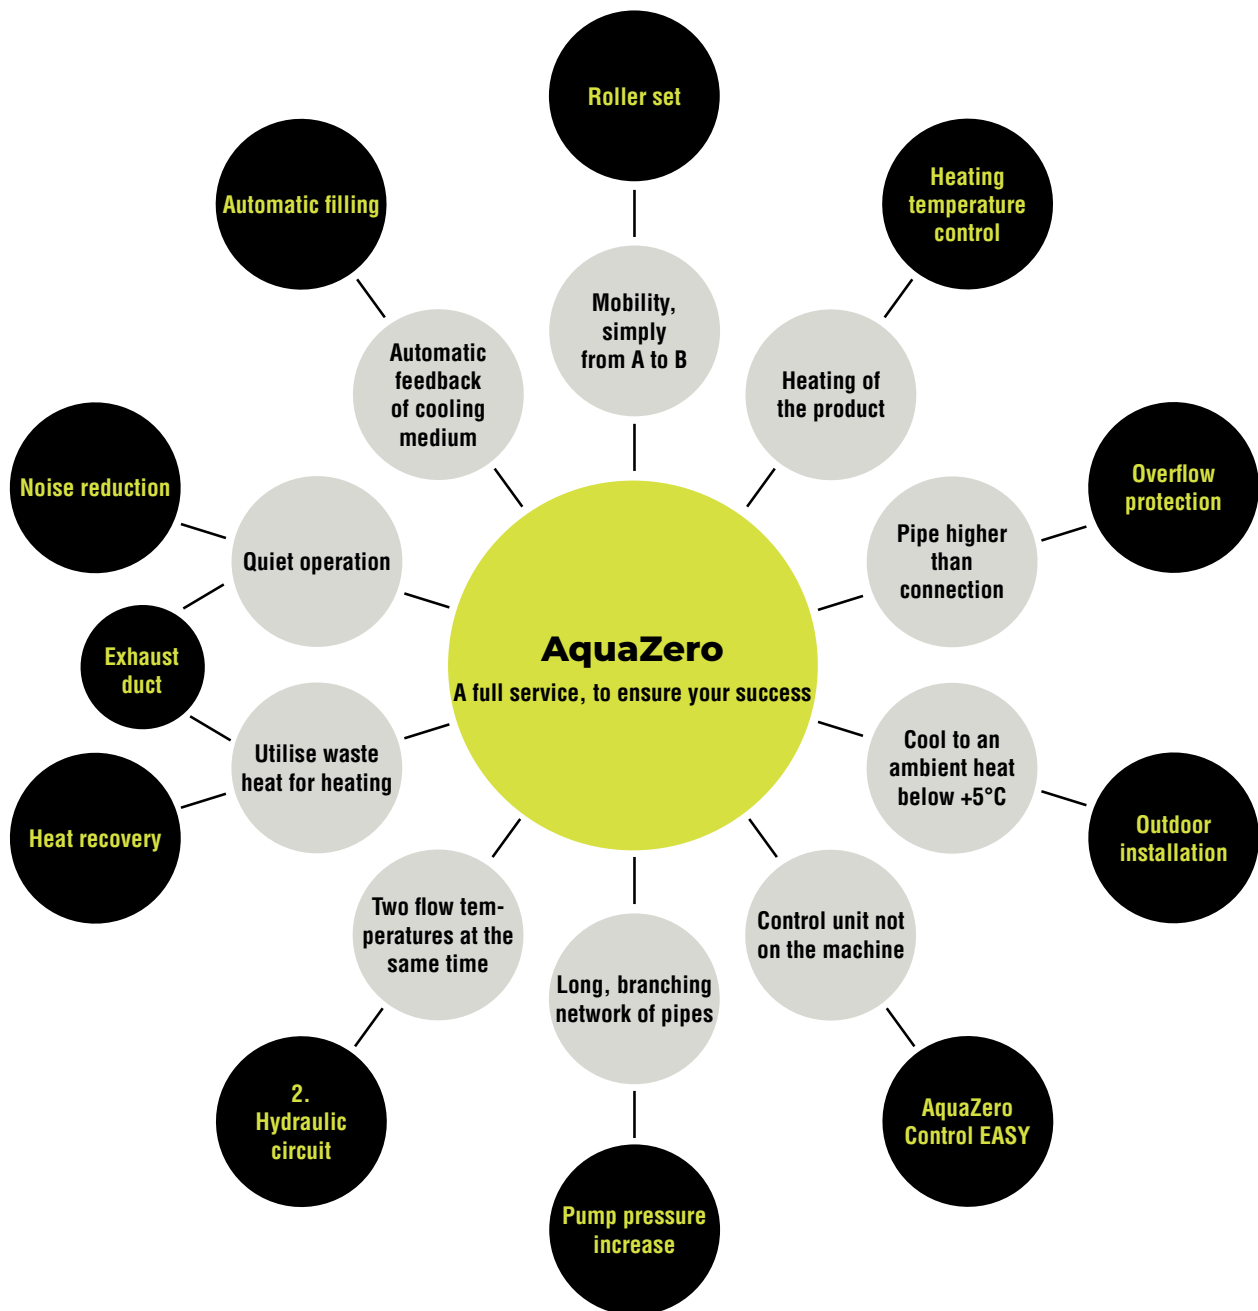 Roller set
Automatic filling
Heating
temperature
control
Mobility,
simply
from A to B
Automatic
feedback
of cooling
medium
Heating of
the product
Noise reduction
Overflow
protection
Quiet operation
Pipe higher
than
connection
Exhaust
duct
AquaZero
A full service, to ensure your success
Utilise waste
heat for heating
Cool to an
ambient heat
below +5°C
Heat recovery
Outdoor
installation
Two flow tem-
peratures at the
same time
Control unit not
on the machine
Long, branching
network of pipes
2.
Hydraulic
circuit
AquaZero
Control EASY
Pump pressure
increase